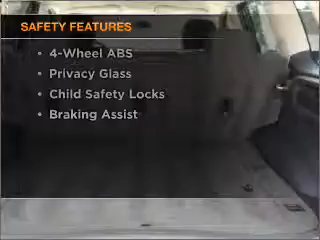 SAFETY FEATURES
• 4-Wheel ABS
• Privacy Glass
• Child Safety Locks
• Braking Assist